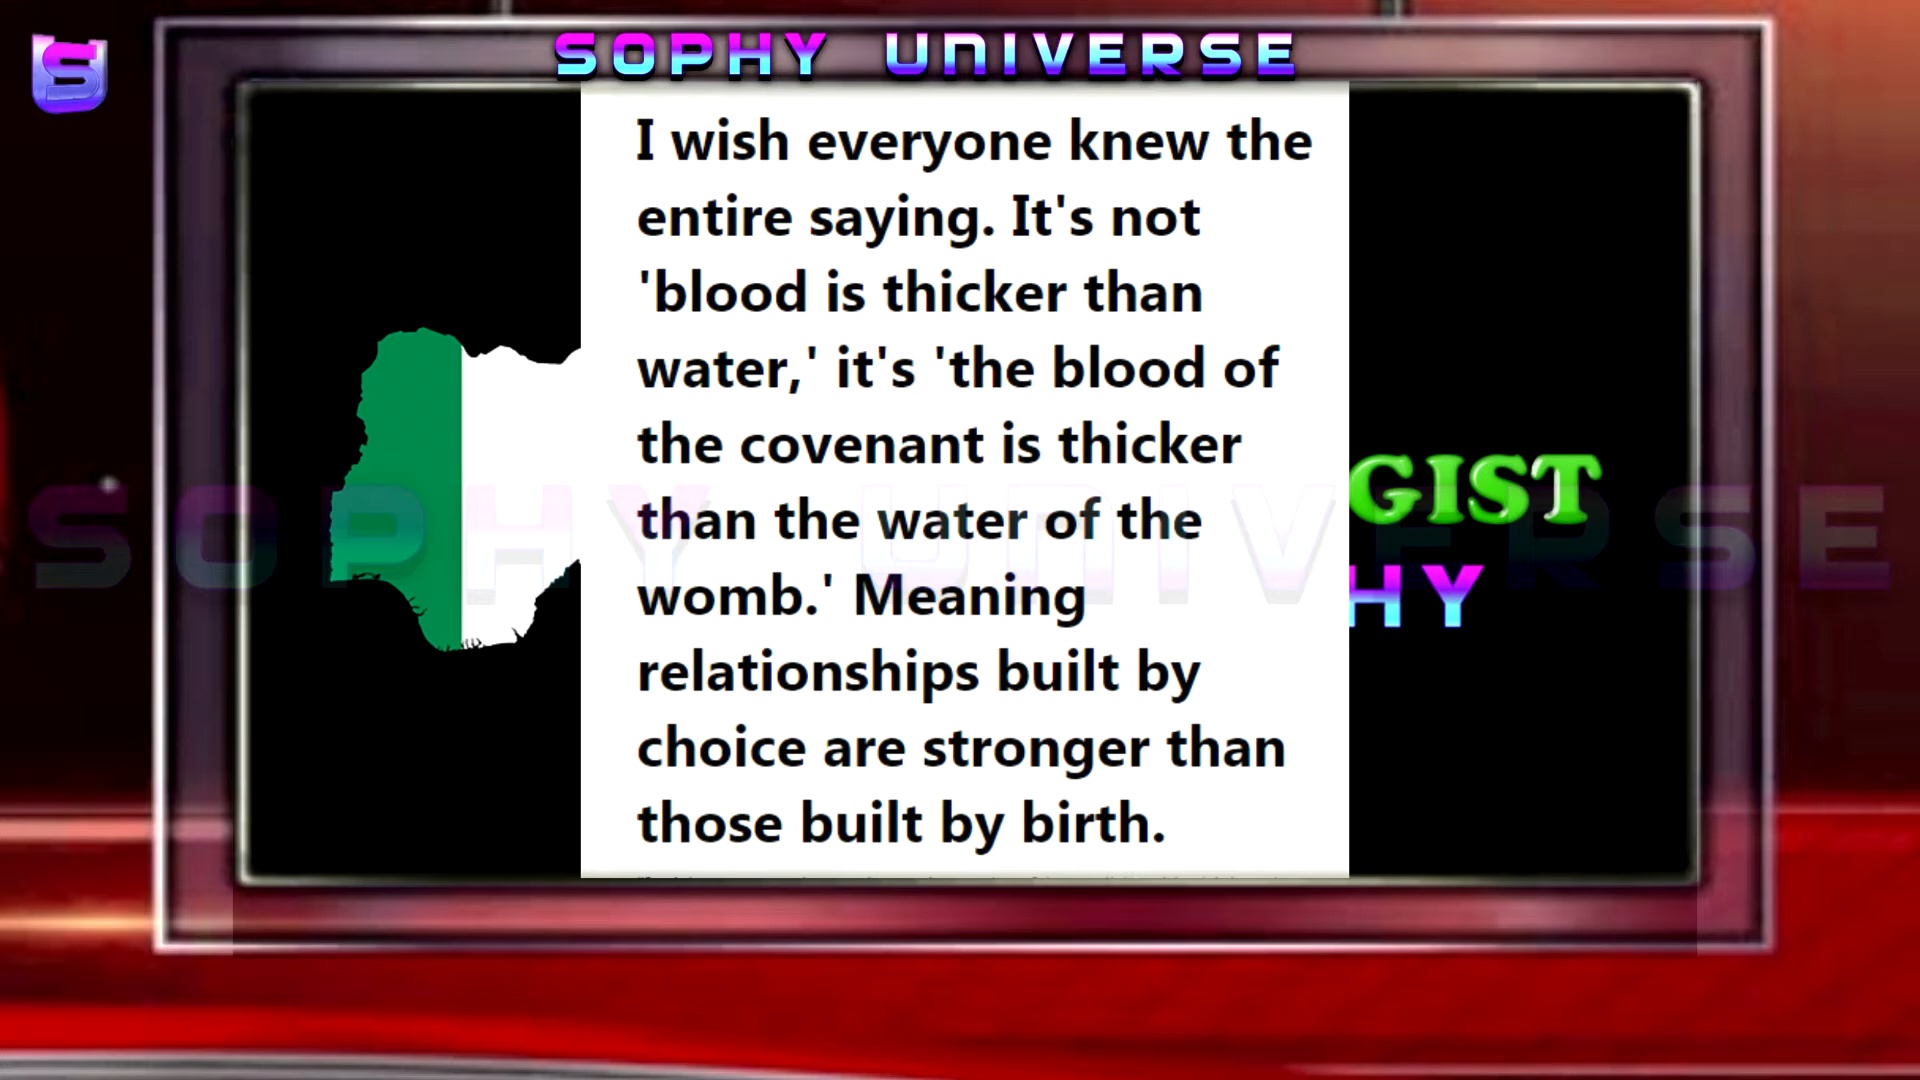 S
SOPHY UNIVERSE
I wish everyone knew the
entire saying. It's not
'blood is thicker than
water,' it's 'the blood of
the covenant is thicker
than the water of the
womb.' Meaning
relationships built by
choice are stronger than
those built by birth.
GIST
HY
SOPHY UNIVERSE